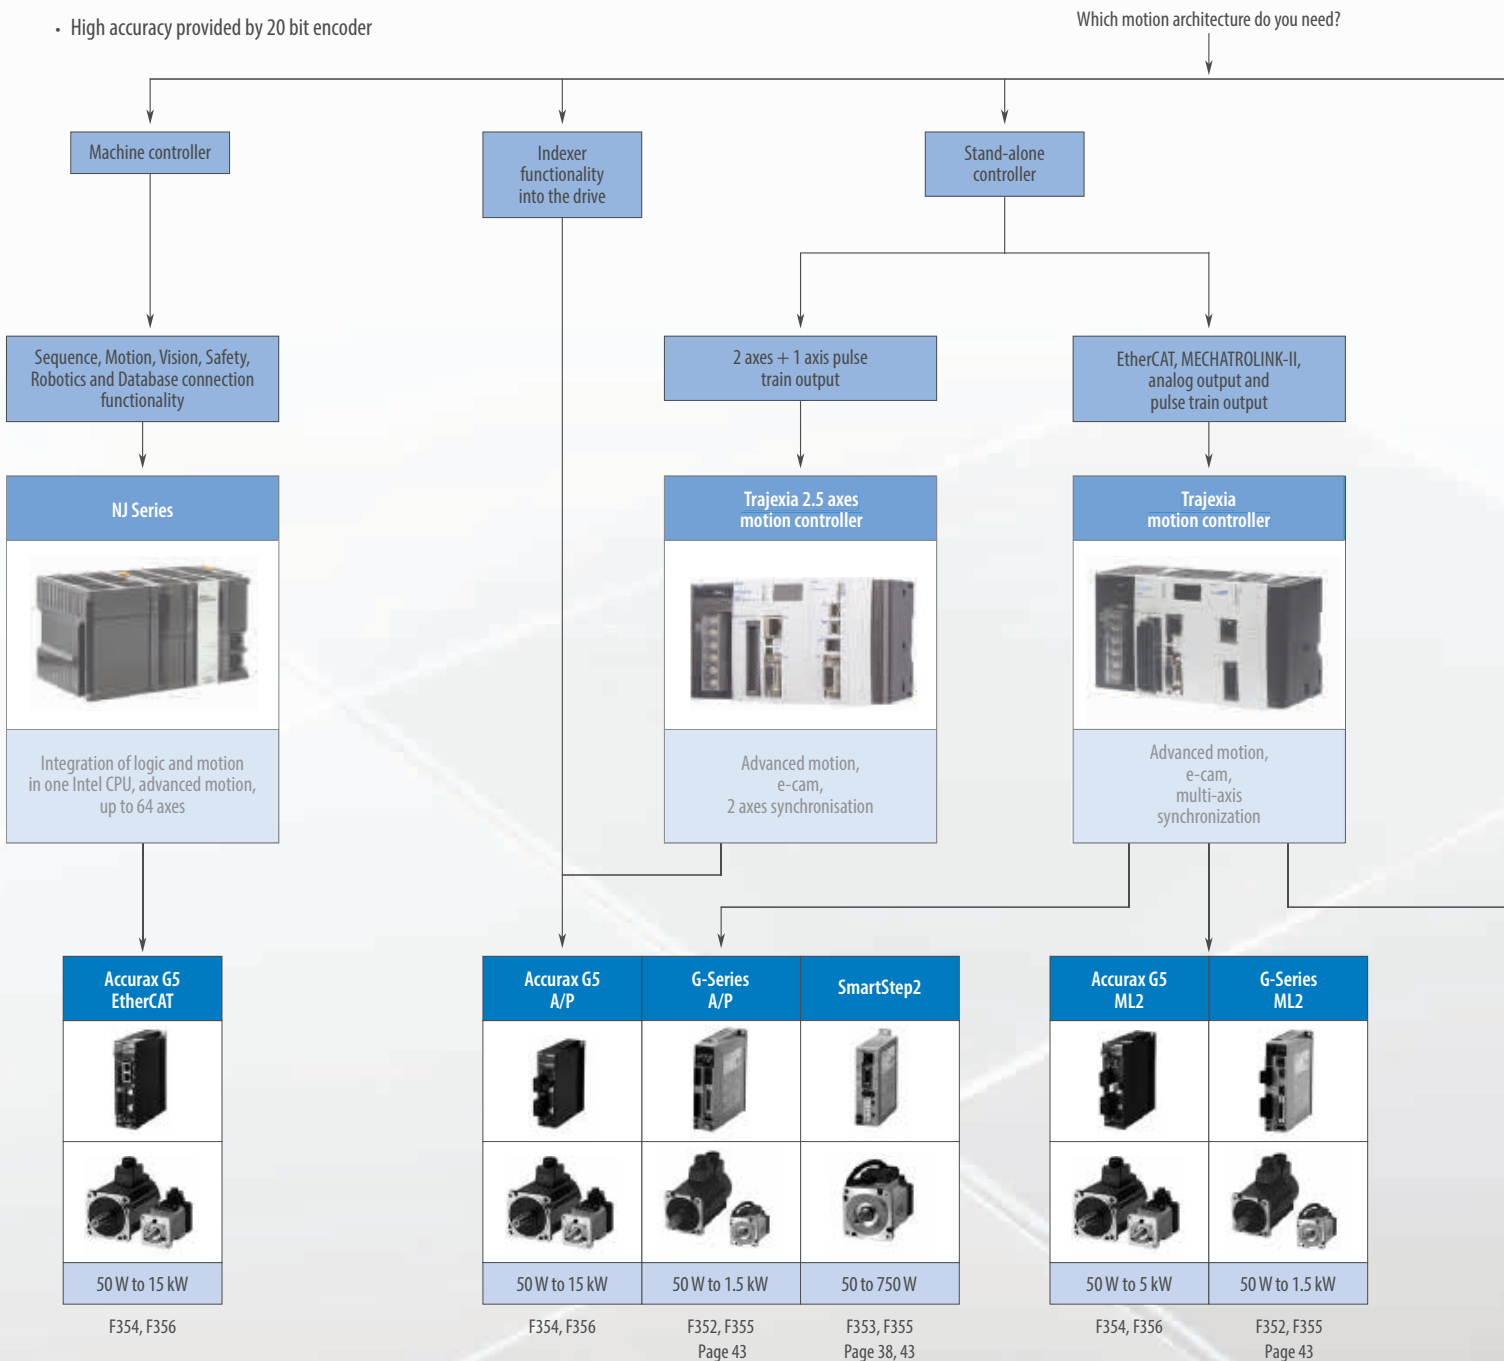 • High accuracy provided by 20 bit encoder
Which motion architecture do you need?
Machine controller
Indexer
functionality
into the drive
Stand-alone
controller
Sequence, Motion, Vision, Safety,
Robotics and Database connection
functionality
2 axes + 1 axis pulse
train output
EtherCAT, MECHATROLINK-II,
analog output and
pulse train output
NJ Series
Trajexia 2.5 axes
motion controller
Trajexia
motion controller
Integration of logic and motion
in one Intel CPU, advanced motion,
up to 64 axes
Advanced motion,
e-cam,
2 axes synchronisation
Advanced motion,
e-cam,
multi-axis
synchronization
Accurax G5
EtherCAT
Accurax G5
A/P
G-Series
A/P
SmartStep2
Accurax G5
ML2
G-Series
ML2
50 W to 15 kW
50 W to 15 kW
50 W to 1.5 kW
50 to 750 W
50 W to 5 kW
50 W to 1.5 kW
F354, F356
F354, F356
F352, F355
Page 43
F353, F355
Page 38, 43
F354, F356
F352, F355
Page 43